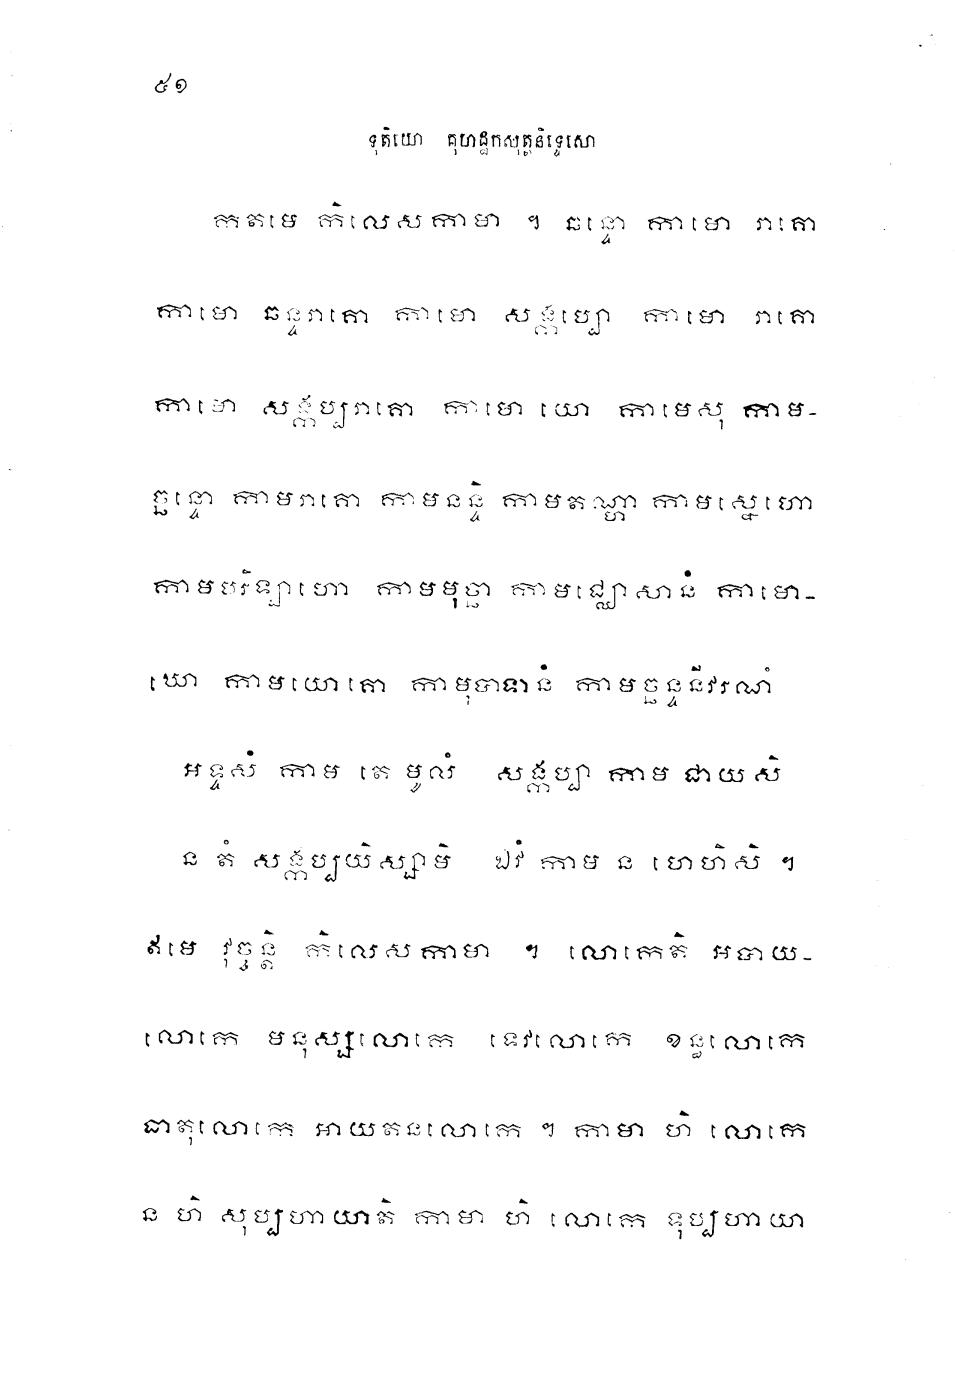 ៥១
ទុតិយោ គុហដ្ឋកសុត្តនិទ្ទេសោ
កតមេ កិលេសកាមា ។ ឆន្ទោ កាមោ រាគោ
កាមោ ឆន្ទរាគោ កាមោ សង្កប្បោ កាមោ រាគោ
កាមោ សង្កប្បរាគោ កាមោ យោ កាមេសុ កាម-
ច្ឆន្ទោ កាមរាគោ កាមនន្ទិ កាមតណ្ហា កាមស្នេហោ
កាមបរិឡាហោ កាមមុច្ឆា កាមជ្ឈោសានំ កាមោ-
ឃោ កាមយោគោ កាមុបាទានំ កាមច្ឆន្ទនីវរណំ
អទ្ទសំ កាម តេ មូលំ សង្កប្បា កាម ជាយសិ
ន តំ សង្កប្បយិស្សាមិ ឯវំ កាម ន ហេហិសិ ។
ឥមេ វុច្ចន្តិ កិលេសកាមា ។ លោកេតិ អបាយ-
លោកេ មនុស្សលោកេ ទេវលោកេ ខន្ធលោកេ
ធាតុលោកេ អាយតនលោកេ ។ កាមា ហិ លោកេ
ន ហិ សុប្បហាយាតិ កាមា ហិ លោកេ ទុប្បហាយា